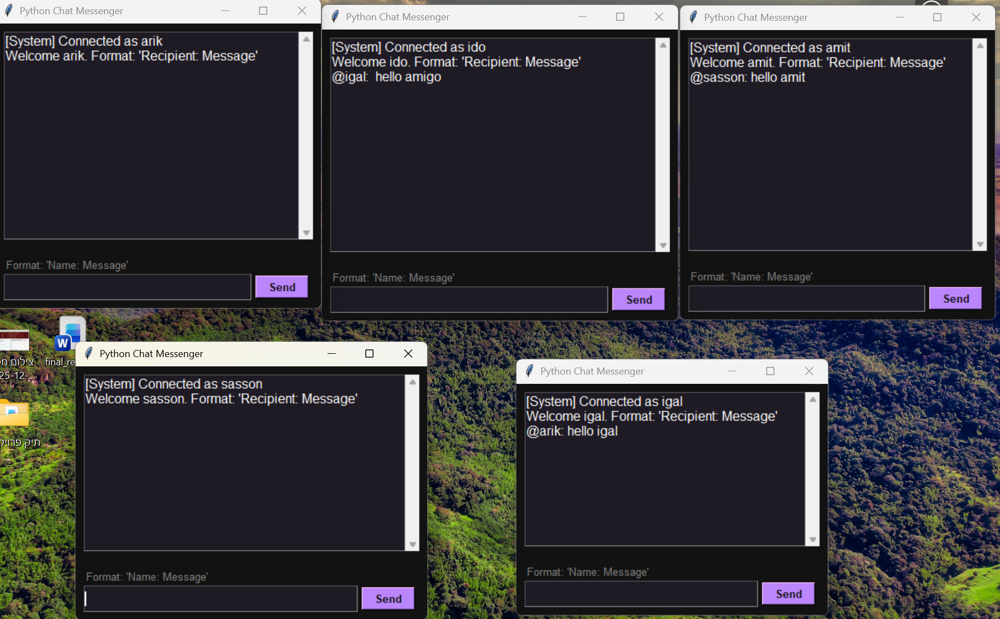 Python Chat Messenger
[System] Connected as arik
Welcome arik. Format: 'Recipient: Message'
Format: 'Name: Message'
Send
Python Chat Messenger
[System] Connected as ido
Welcome ido. Format: 'Recipient: Message'
@igal:  hello amigo
Format: 'Name: Message'
Send
Python Chat Messenger
[System] Connected as amit
Welcome amit. Format: 'Recipient: Message'
@sasson: hello amit
Format: 'Name: Message'
Send
W
צילום
25-12-...
final_re
תיק
Python Chat Messenger
[System] Connected as sasson
Welcome sasson. Format: 'Recipient: Message'
Format: 'Name: Message'
Send
Python Chat Messenger
[System] Connected as igal
Welcome igal. Format: 'Recipient: Message'
@arik: hello igal
Format: 'Name: Message'
Send